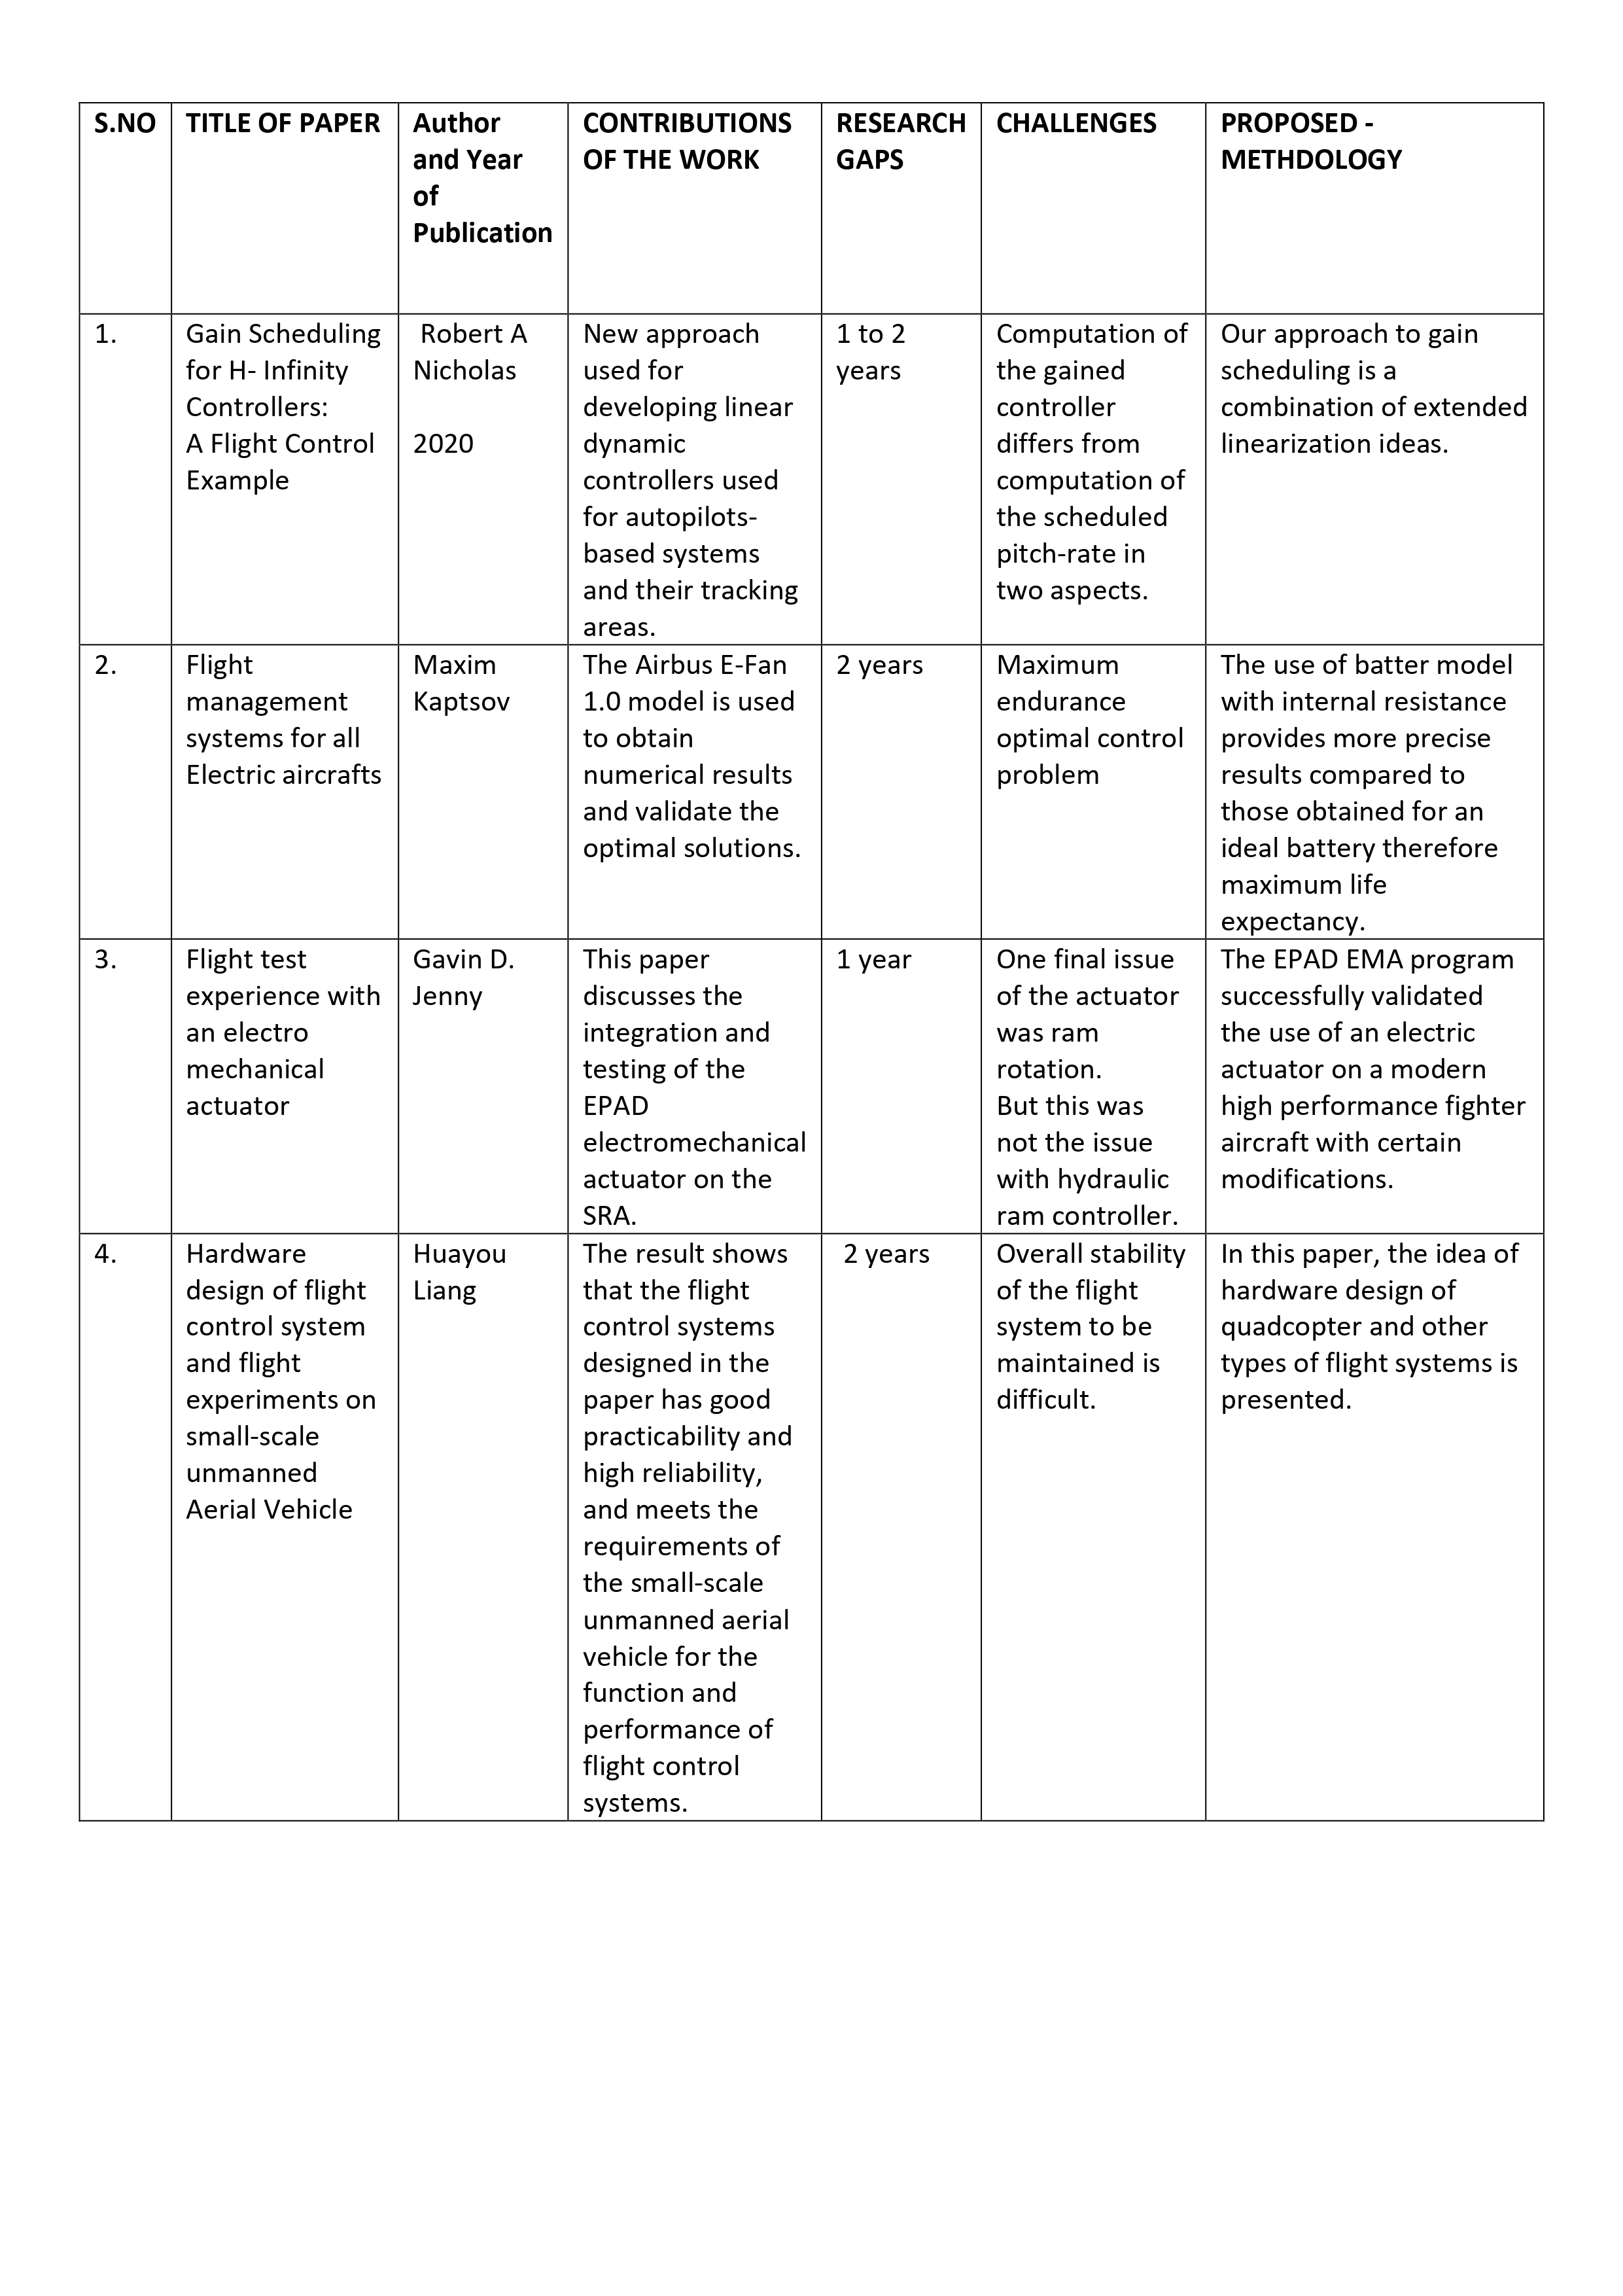 S.NO
TITLE OF PAPER
Author
and Year
of
Publication
CONTRIBUTIONS
OF THE WORK
RESEARCH
GAPS
CHALLENGES
PROPOSED -
METHDOLOGY
1.
Gain Scheduling
for H- Infinity
Controllers:
A Flight Control
Example
Robert A
Nicholas
2020
New approach
used for
developing linear
dynamic
controllers used
for autopilots-
based systems
and their tracking
areas.
1 to 2
years
Computation of
the gained
controller
differs from
computation of
the scheduled
pitch-rate in
two aspects.
Our approach to gain
scheduling is a
combination of extended
linearization ideas.
2.
Flight
management
systems for all
Electric aircrafts
Maxim
Kaptsov
The Airbus E-Fan
1.0 model is used
to obtain
numerical results
and validate the
optimal solutions.
2 years
Maximum
endurance
optimal control
problem
The use of batter model
with internal resistance
provides more precise
results compared to
those obtained for an
ideal battery therefore
maximum life
expectancy.
3.
Flight test
experience with
an electro
mechanical
actuator
Gavin D.
Jenny
This paper
discusses the
integration and
testing of the
EPAD
electromechanical
actuator on the
SRA.
1 year
One final issue
of the actuator
was ram
rotation.
But this was
not the issue
with hydraulic
ram controller.
The EPAD EMA program
successfully validated
the use of an electric
actuator on a modern
high performance fighter
aircraft with certain
modifications.
4.
Hardware
design of flight
control system
and flight
experiments on
small-scale
unmanned
Aerial Vehicle
Huayou
Liang
The result shows
that the flight
control systems
designed in the
paper has good
practicability and
high reliability,
and meets the
requirements of
the small-scale
unmanned aerial
vehicle for the
function and
performance of
flight control
systems.
2 years
Overall stability
of the flight
system to be
maintained is
difficult.
In this paper, the idea of
hardware design of
quadcopter and other
types of flight systems is
presented.